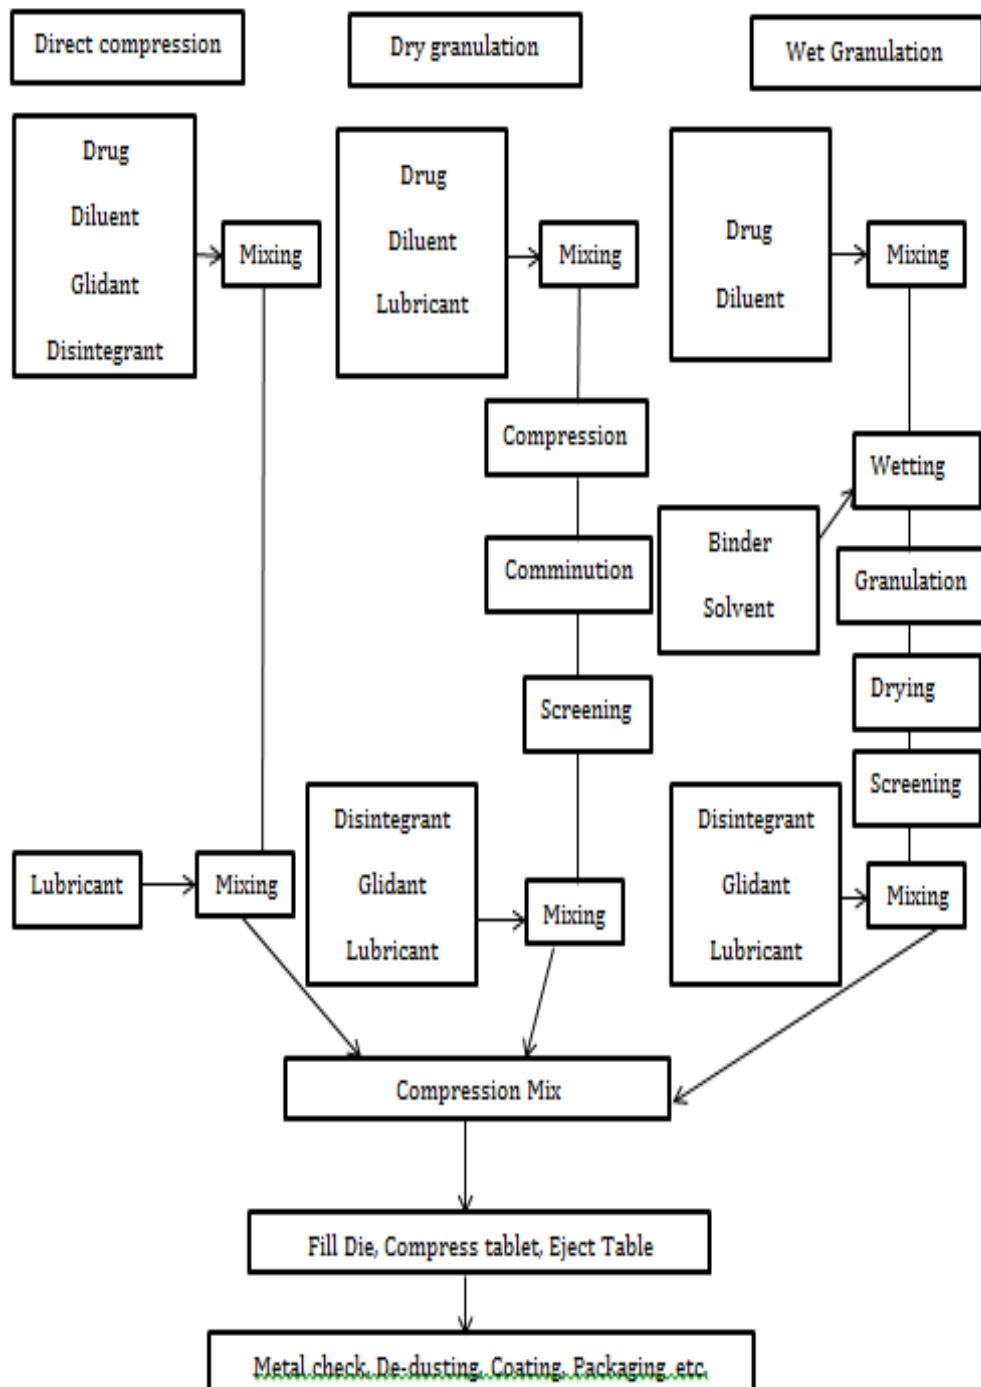 Direct compression
Dry granulation
Wet Granulation
Drug
Diluent
Glidant
Disintegrant
Mixing
Drug
Diluent
Lubricant
Mixing
Drug
Diluent
Mixing
Compression
Wetting
Binder
Solvent
Comminution
Granulation
Screening
Drying
Screening
Lubricant
Mixing
Disintegrant
Glidant
Lubricant
Mixing
Disintegrant
Glidant
Lubricant
Mixing
Compression Mix
Fill Die, Compress tablet, Eject Table
Metal check, De-dusting, Coating, Packaging, etc.